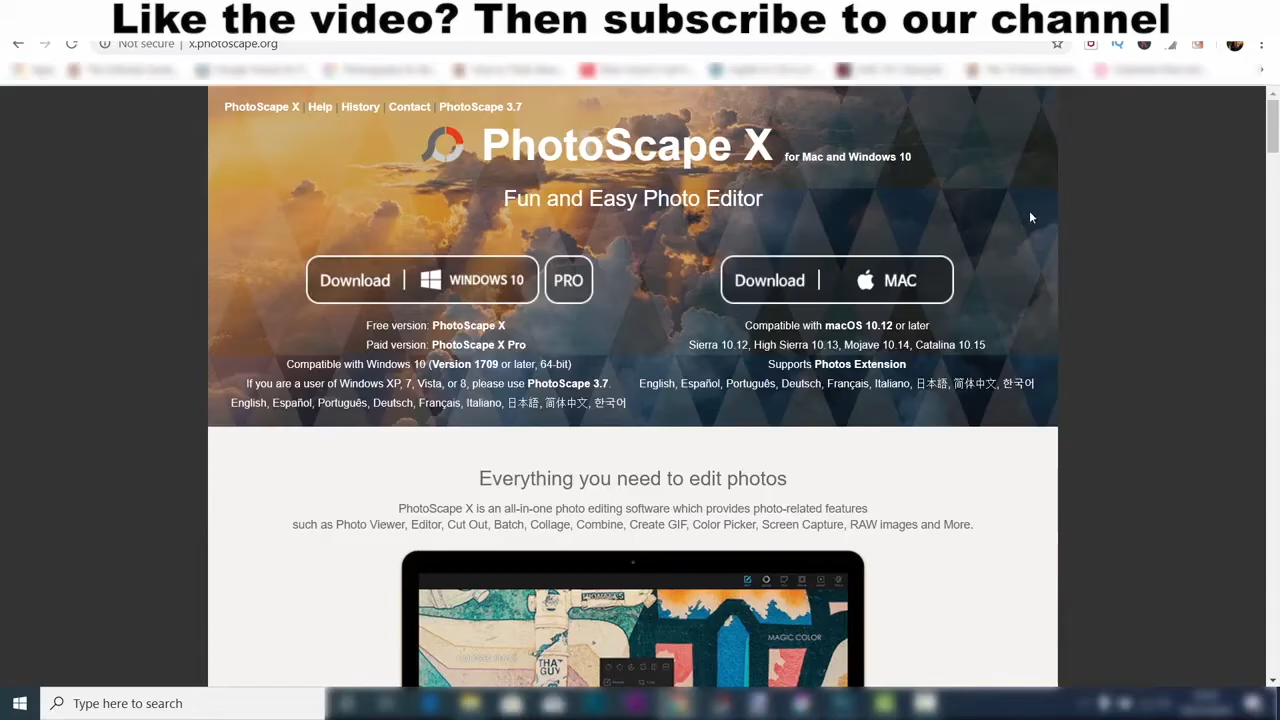 Like the video? Then subscribe to our channel
Not secure | x.photoscape.org
PhotoScape X | Help | History | Contact | PhotoScape 3.7
PhotoScape X for Mac and Windows 10
Fun and Easy Photo Editor
Download | WINDOWS 10 PRO
Download | MAC
Free version: PhotoScape X
Paid version: PhotoScape X Pro
Compatible with Windows 10 (Version 1709 or later, 64-bit)
If you are a user of Windows XP, 7, Vista, or 8, please use PhotoScape 3.7.
English, Español, Português, Deutsch, Français, Italiano, 日本語, 简体中文, 한국어
Compatible with macOS 10.12 or later
Sierra 10.12, High Sierra 10.13, Mojave 10.14, Catalina 10.15
Supports Photos Extension
English, Español, Português, Deutsch, Français, Italiano, 日本語, 简体中文, 한국어
Everything you need to edit photos
PhotoScape X is an all-in-one photo editing software which provides photo-related features
such as Photo Viewer, Editor, Cut Out, Batch, Collage, Combine, Create GIF, Color Picker, Screen Capture, RAW images and More.
MAGIC COLOR
THA
GUY
Type here to search